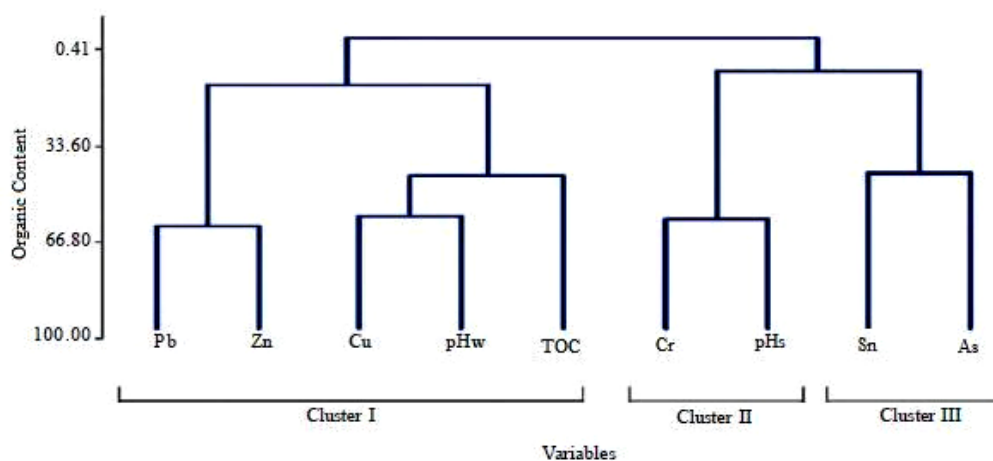 Organic Content
0.41
33.60
66.80
100.00
Pb Zn Cu pHw TOC Cr pHs Sn As
Cluster I Cluster II Cluster III
Variables